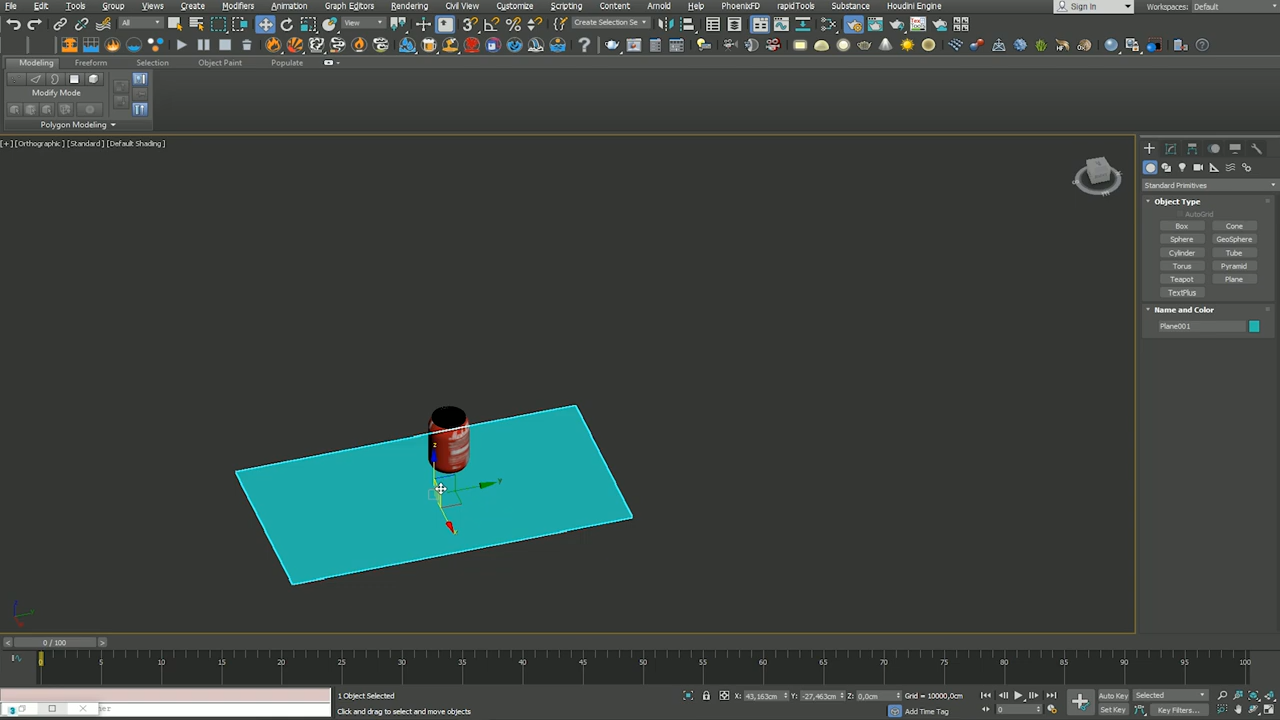 File Edit Tools Group Views Create Modifiers Animation Graph Editors Rendering Civil View Customize Scripting Content Arnold Help PhoenixFD rapidTools Substance Houdini Engine Sign In Workspaces: Default
All View Create Selection Se
Modeling Freeform Selection Object Paint Populate
Modify Mode
Polygon Modeling
[+] [Orthographic] [Standard] [Default Shading]
Standard Primitives
Object Type
AutoGrid
Box Cone
Sphere GeoSphere
Cylinder Tube
Torus Pyramid
Teapot Plane
TextPlus
Name and Color
Plane001
z
y
0 / 100
0 5 10 15 20 25 30 35 40 45 50 55 60 65 70 75 80 85 90 95 100
1 Object Selected X: 43,163cm Y: -27,463cm Z: 0,0cm Grid = 10000,0cm Auto Key Selected
Click and drag to select and move objects Add Time Tag 0 Set Key Key Filters...